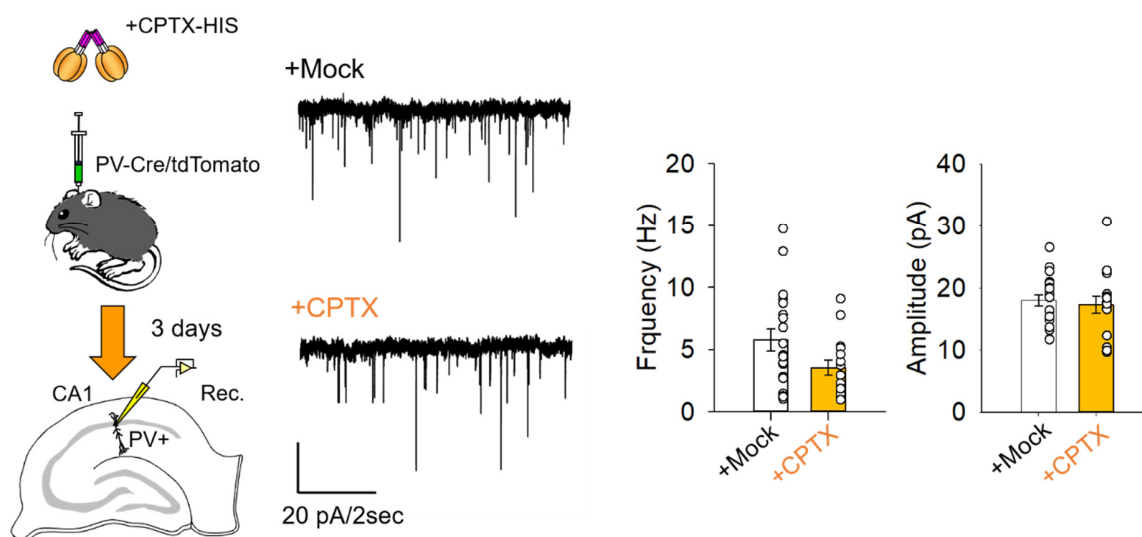 +CPTX-HIS
PV-Cre/tdTomato
3 days
CA1
Rec.
PV+
+Mock
+CPTX
20 pA/2sec
Frquency (Hz)
20
15
10
5
0
+Mock
+CPTX
Amplitude (pA)
40
30
20
10
0
+Mock
+CPTX